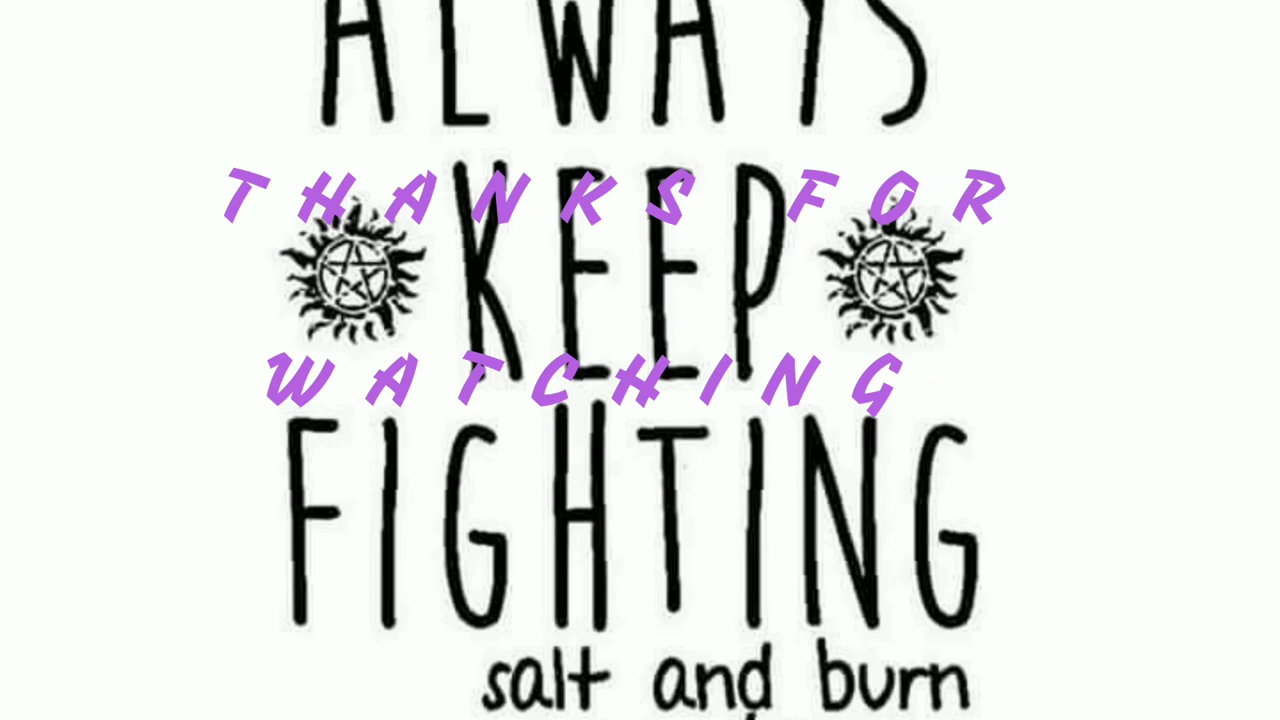 ALWAYS
THANKS FOR
KEEP
WATCHING
FIGHTING
salt and burn